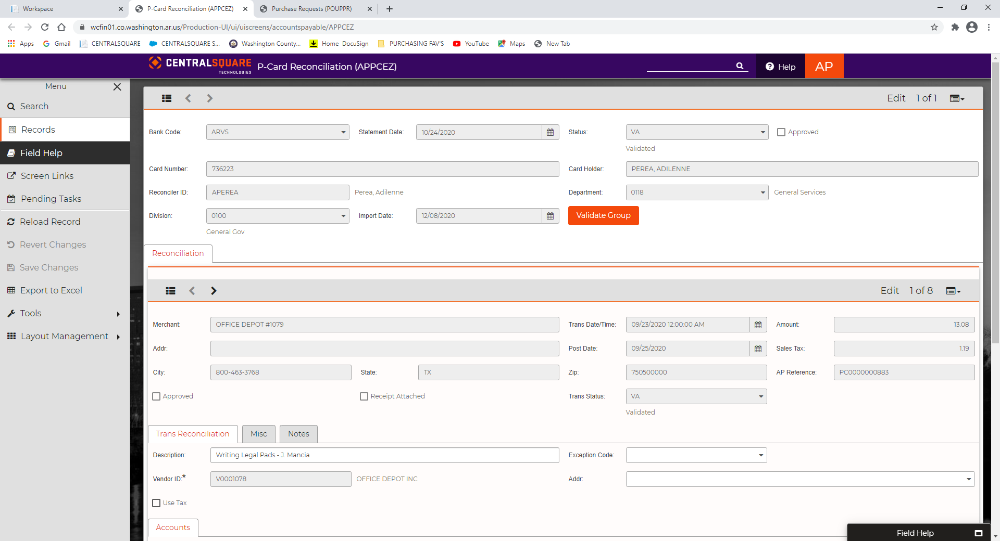 Workspace
P-Card Reconciliation (APPCEZ)
Purchase Requests (POUPPR)
wcfin01.co.washington.ar.us/Production-UI/ui/uiscreens/accountspayable/APPCEZ
Apps Gmail CENTRALSQUARE CENTRALSQUARE S... Washington County... Home DocuSign PURCHASING FAV'S YouTube Maps New Tab
CENTRALSQUARE
TECHNOLOGIES
P-Card Reconciliation (APPCEZ)
Help
AP
Menu
Search
Records
Field Help
Screen Links
Pending Tasks
Reload Record
Revert Changes
Save Changes
Export to Excel
Tools
Layout Management
Edit 1 of 1
Bank Code: ARVS Statement Date: 10/24/2020 Status: VA Approved
Validated
Card Number: 736223 Card Holder: PEREA, ADILENNE
Reconciler ID: APEREA Perea, Adilenne Department: 0118 General Services
Division: 0100 Import Date: 12/08/2020 Validate Group
General Gov
Reconciliation
Edit 1 of 8
Merchant: OFFICE DEPOT #1079 Trans Date/Time: 09/23/2020 12:00:00 AM Amount: 13.08
Addr: Post Date: 09/25/2020 Sales Tax: 1.19
City: 800-463-3768 State: TX Zip: 750500000 AP Reference: PC0000000883
Approved Receipt Attached Trans Status: VA
Validated
Trans Reconciliation Misc Notes
Description: Writing Legal Pads - J. Mancia Exception Code:
Vendor ID:* V0001078 OFFICE DEPOT INC Addr:
Use Tax
Accounts
Field Help